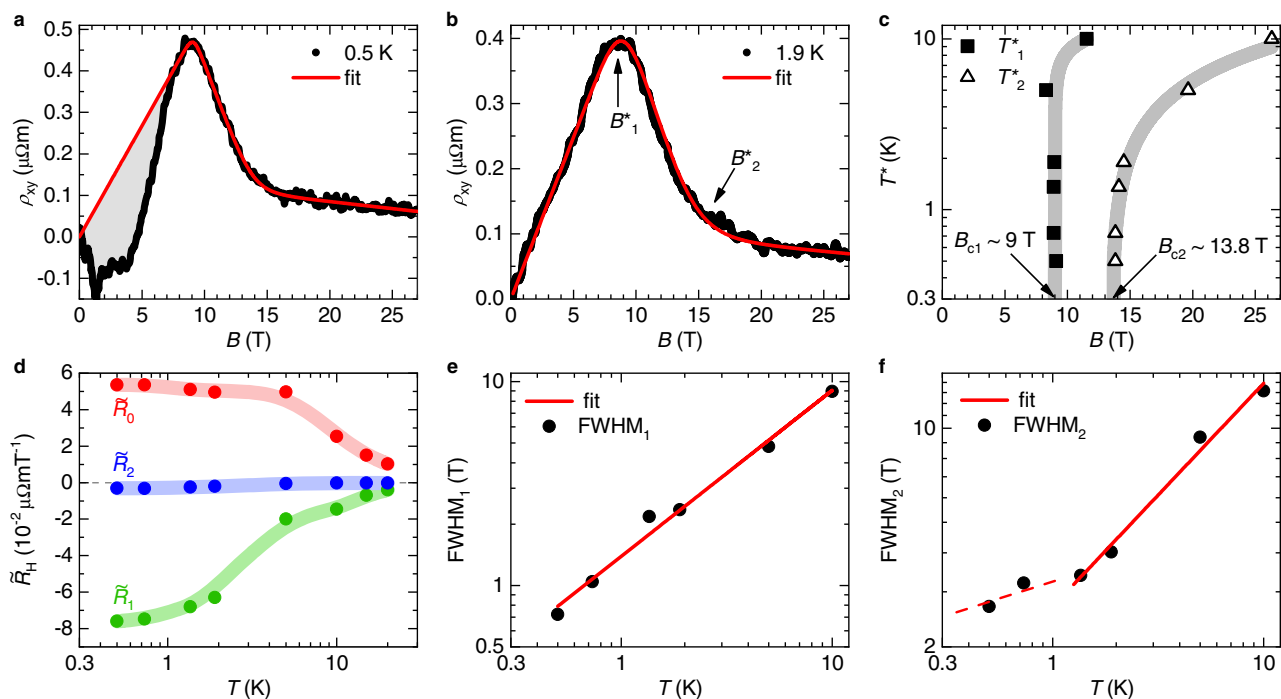 a
0.5
0.4
0.3
0.2
0.1
0.0
-0.1
ρxy (μΩm)
0.5 K
fit
0 5 10 15 20 25
B (T)
b
0.4
0.3
0.2
0.1
0.0
ρxy (μΩm)
1.9 K
fit
B*1
B*2
0 5 10 15 20 25
B (T)
c
10
1
0.3
T* (K)
T*1
T*2
Bc1 ~ 9 T
Bc2 ~ 13.8 T
0 5 10 15 20 25
B (T)
d
6
4
2
0
-2
-4
-6
-8
R̃H (10⁻² μΩmT⁻¹)
R̃0
R̃2
R̃1
0.3 1 10
T (K)
e
10
1
0.5
FWHM1 (T)
fit
FWHM1
0.3 1 10
T (K)
f
10
2
FWHM2 (T)
fit
FWHM2
0.3 1 10
T (K)